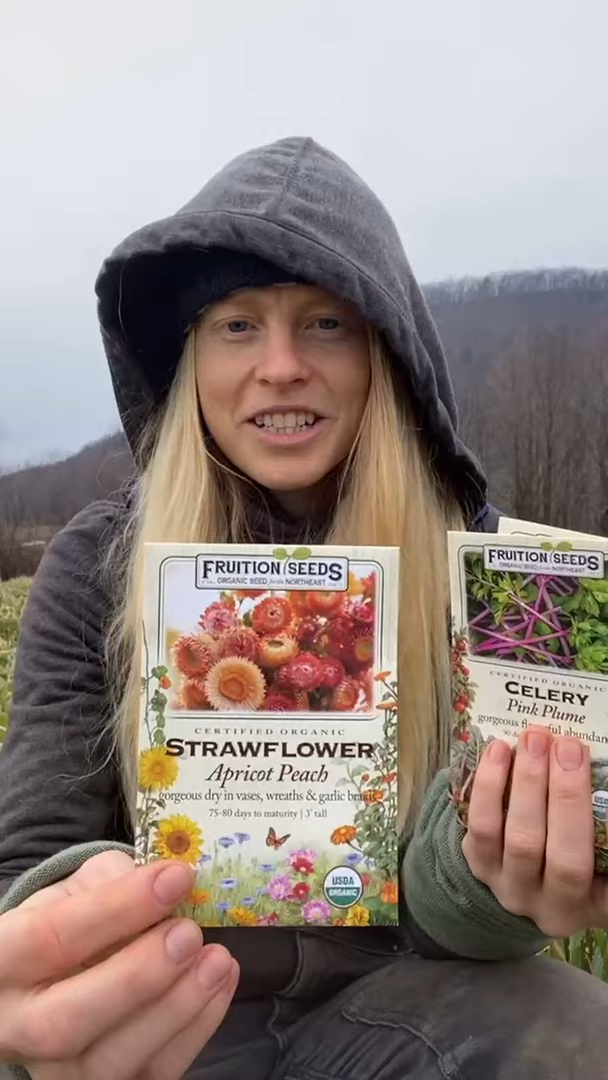 FRUITION SEEDS
ORGANIC SEED for the NORTHEAST
CERTIFIED ORGANIC
STRAWFLOWER
Apricot Peach
gorgeous dry in vases, wreaths & garlic braids
75-80 days to maturity | 3' tall
USDA
ORGANIC
FRUITION SEEDS
ORGANIC SEED for the NORTHEAST
CERTIFIED ORGANIC
CELERY
Pink Plume
gorgeous
90